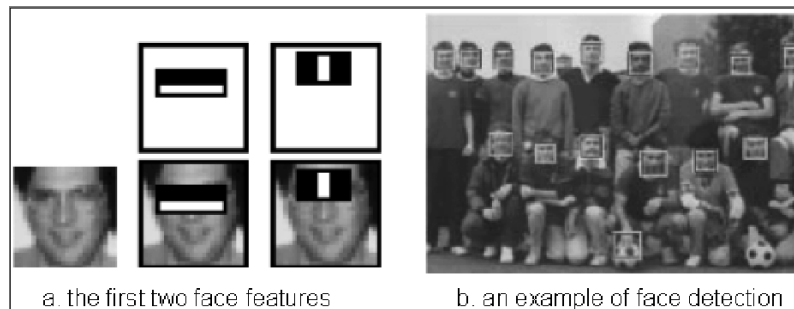 a. the first two face features
b. an example of face detection